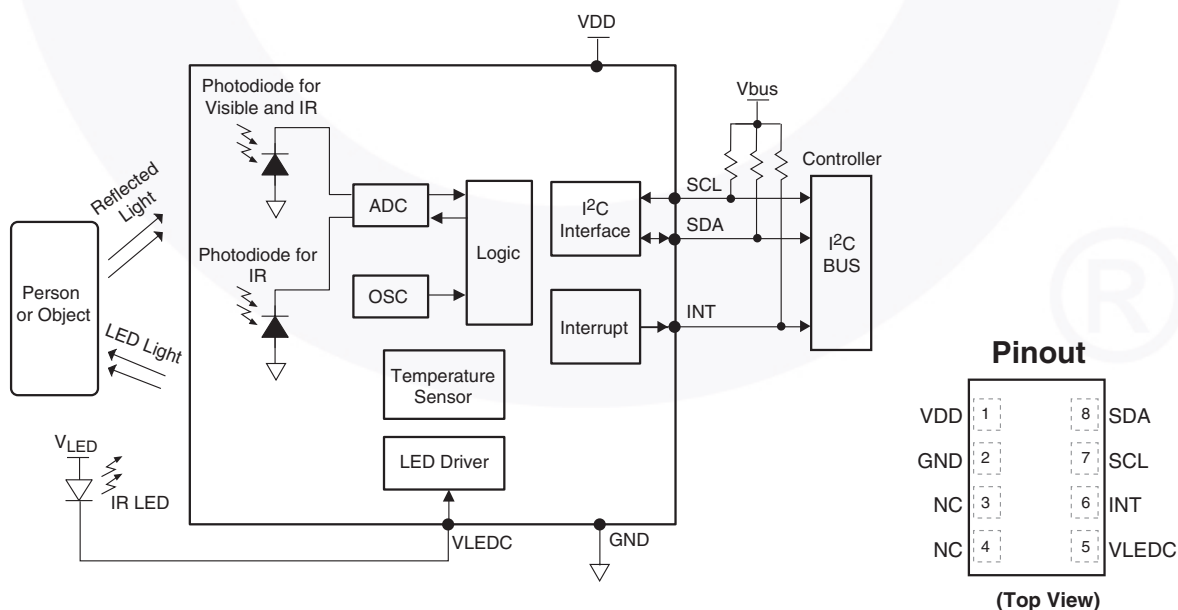 VDD
Photodiode for
Visible and IR
Vbus
Controller
Reflected
Light
ADC
Logic
I²C
Interface
SCL
SDA
I²C
BUS
Photodiode for
IR
OSC
Person
or Object
Interrupt
INT
LED Light
Temperature
Sensor
VLED
IR LED
LED Driver
VLEDC
GND
Pinout
VDD 1 8 SDA
GND 2 7 SCL
NC 3 6 INT
NC 4 5 VLEDC
(Top View)
®